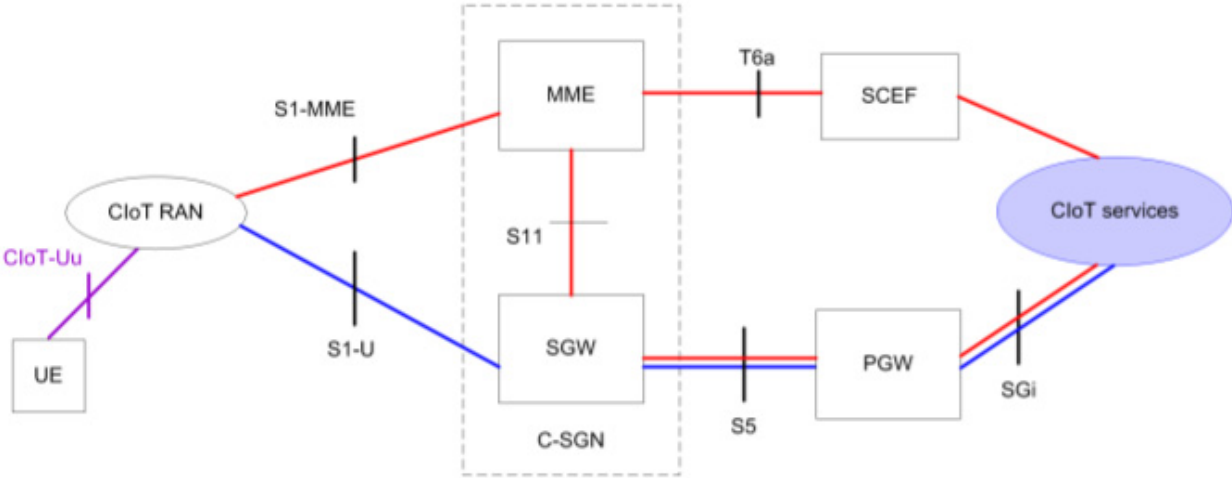 T6a
MME
SCEF
S1-MME
CIoT RAN
CIoT services
S11
CIoT-Uu
SGW
S1-U
PGW
UE
SGi
S5
C-SGN